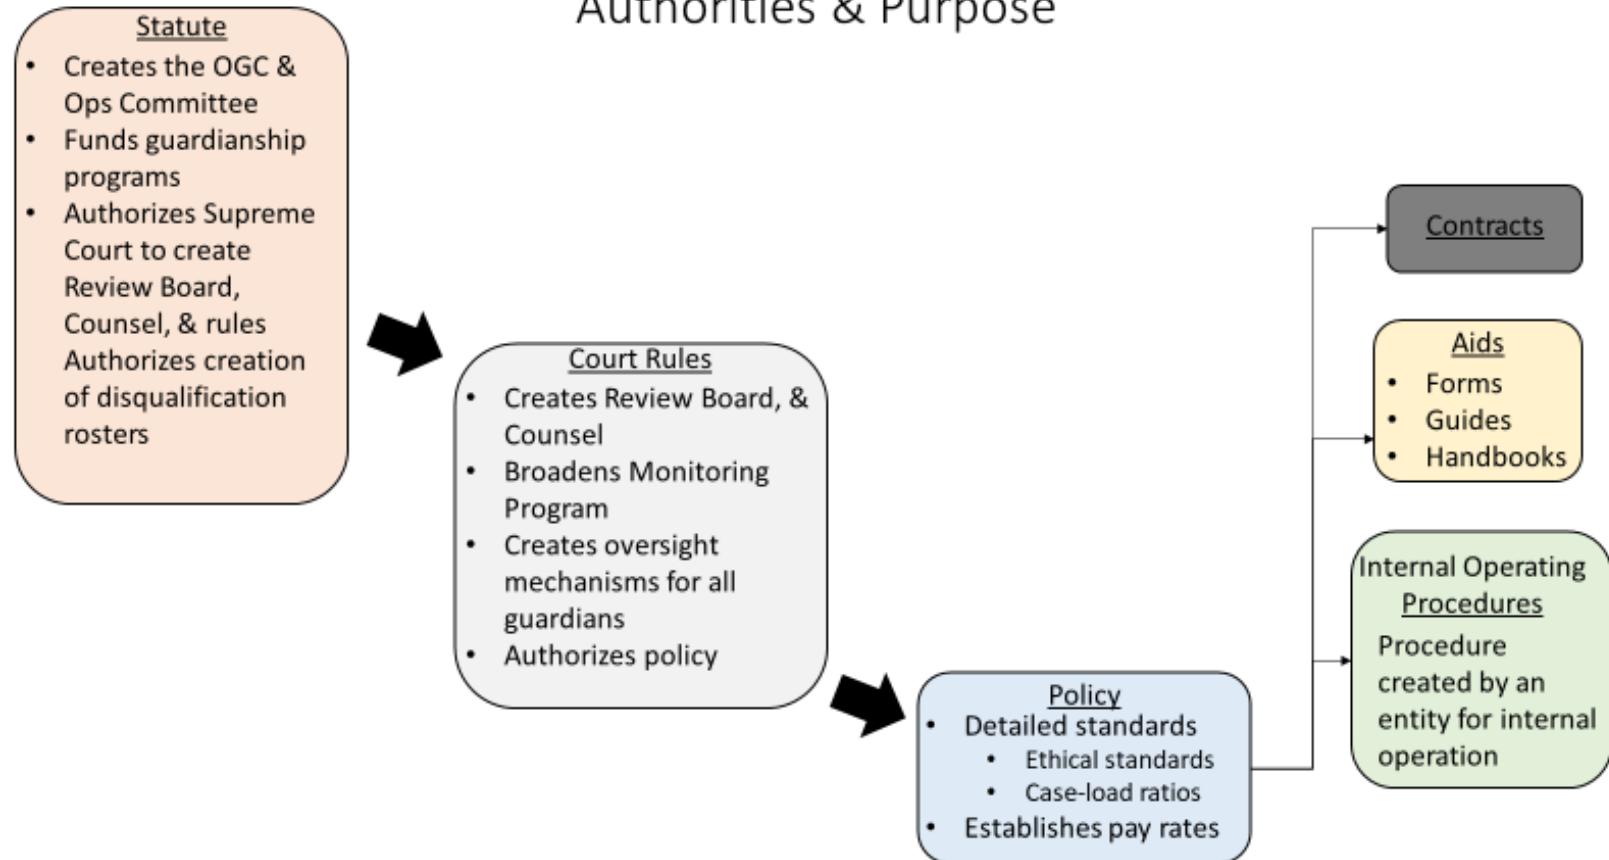 Authorities & Purpose
Statute
• Creates the OGC &
Ops Committee
• Funds guardianship
programs
• Authorizes Supreme
Court to create
Review Board,
Counsel, & rules
Authorizes creation
of disqualification
rosters
Court Rules
• Creates Review Board, &
Counsel
• Broadens Monitoring
Program
• Creates oversight
mechanisms for all
guardians
• Authorizes policy
Policy
• Detailed standards
• Ethical standards
• Case-load ratios
• Establishes pay rates
Contracts
Aids
• Forms
• Guides
• Handbooks
Internal Operating
Procedures
Procedure
created by an
entity for internal
operation